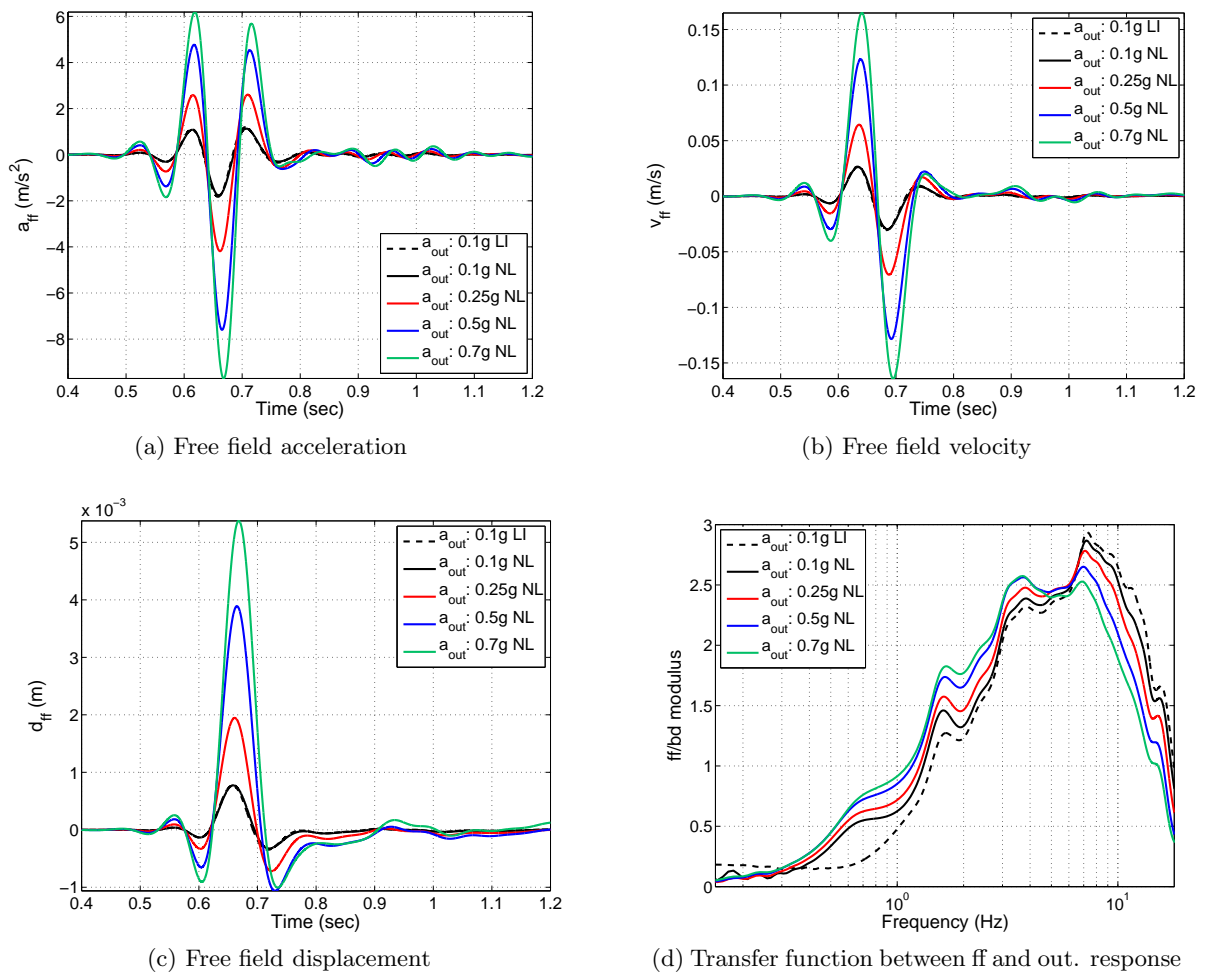 6
4
2
0
−2
−4
−6
−8
a_ff (m/s²)
0.4 0.5 0.6 0.7 0.8 0.9 1 1.1 1.2
Time (sec)
a_out: 0.1g LI
a_out: 0.1g NL
a_out: 0.25g NL
a_out: 0.5g NL
a_out: 0.7g NL
(a) Free field acceleration
0.15
0.1
0.05
0
−0.05
−0.1
−0.15
v_ff (m/s)
0.4 0.5 0.6 0.7 0.8 0.9 1 1.1 1.2
Time (sec)
a_out: 0.1g LI
a_out: 0.1g NL
a_out: 0.25g NL
a_out: 0.5g NL
a_out: 0.7g NL
(b) Free field velocity
x 10⁻³
5
4
3
2
1
0
−1
d_ff (m)
0.4 0.5 0.6 0.7 0.8 0.9 1 1.1 1.2
Time (sec)
a_out: 0.1g LI
a_out: 0.1g NL
a_out: 0.25g NL
a_out: 0.5g NL
a_out: 0.7g NL
(c) Free field displacement
3
2.5
2
1.5
1
0.5
0
ff/bd modulus
10⁰ 10¹
Frequency (Hz)
a_out: 0.1g LI
a_out: 0.1g NL
a_out: 0.25g NL
a_out: 0.5g NL
a_out: 0.7g NL
(d) Transfer function between ff and out. response